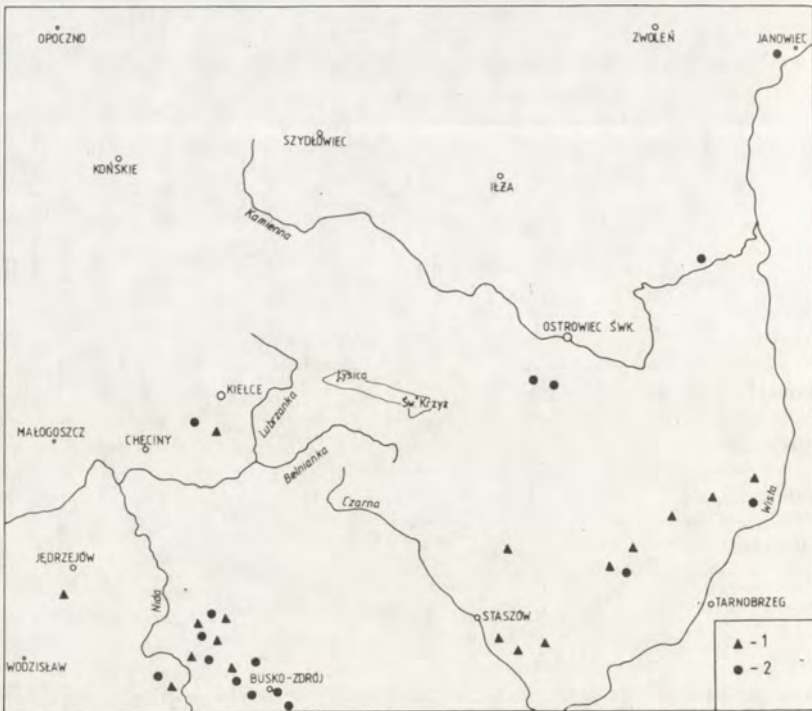 OPOCZNO
ZWOLEŃ
JANOWIEC
SZYDŁOWIEC
KOŃSKIE
IŁŻA
Kamienna
OSTROWIEC ŚWK.
Łysica
KIELCE
Św. Krzyż
Lubrzanka
MAŁOGOSZCZ
CHĘCINY
Belnianka
Czarna
Wisła
JĘDRZEJÓW
Nida
TARNOBRZEG
STASZÓW
- 1
WODZISŁAW
- 2
BUSKO-ZDRÓJ